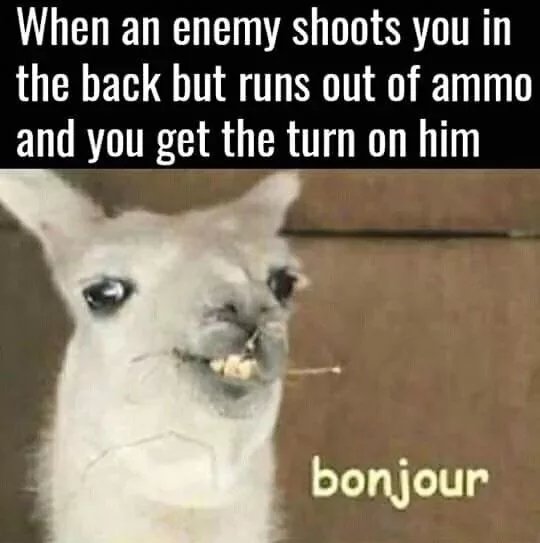 When an enemy shoots you in
the back but runs out of ammo
and you get the turn on him
bonjour